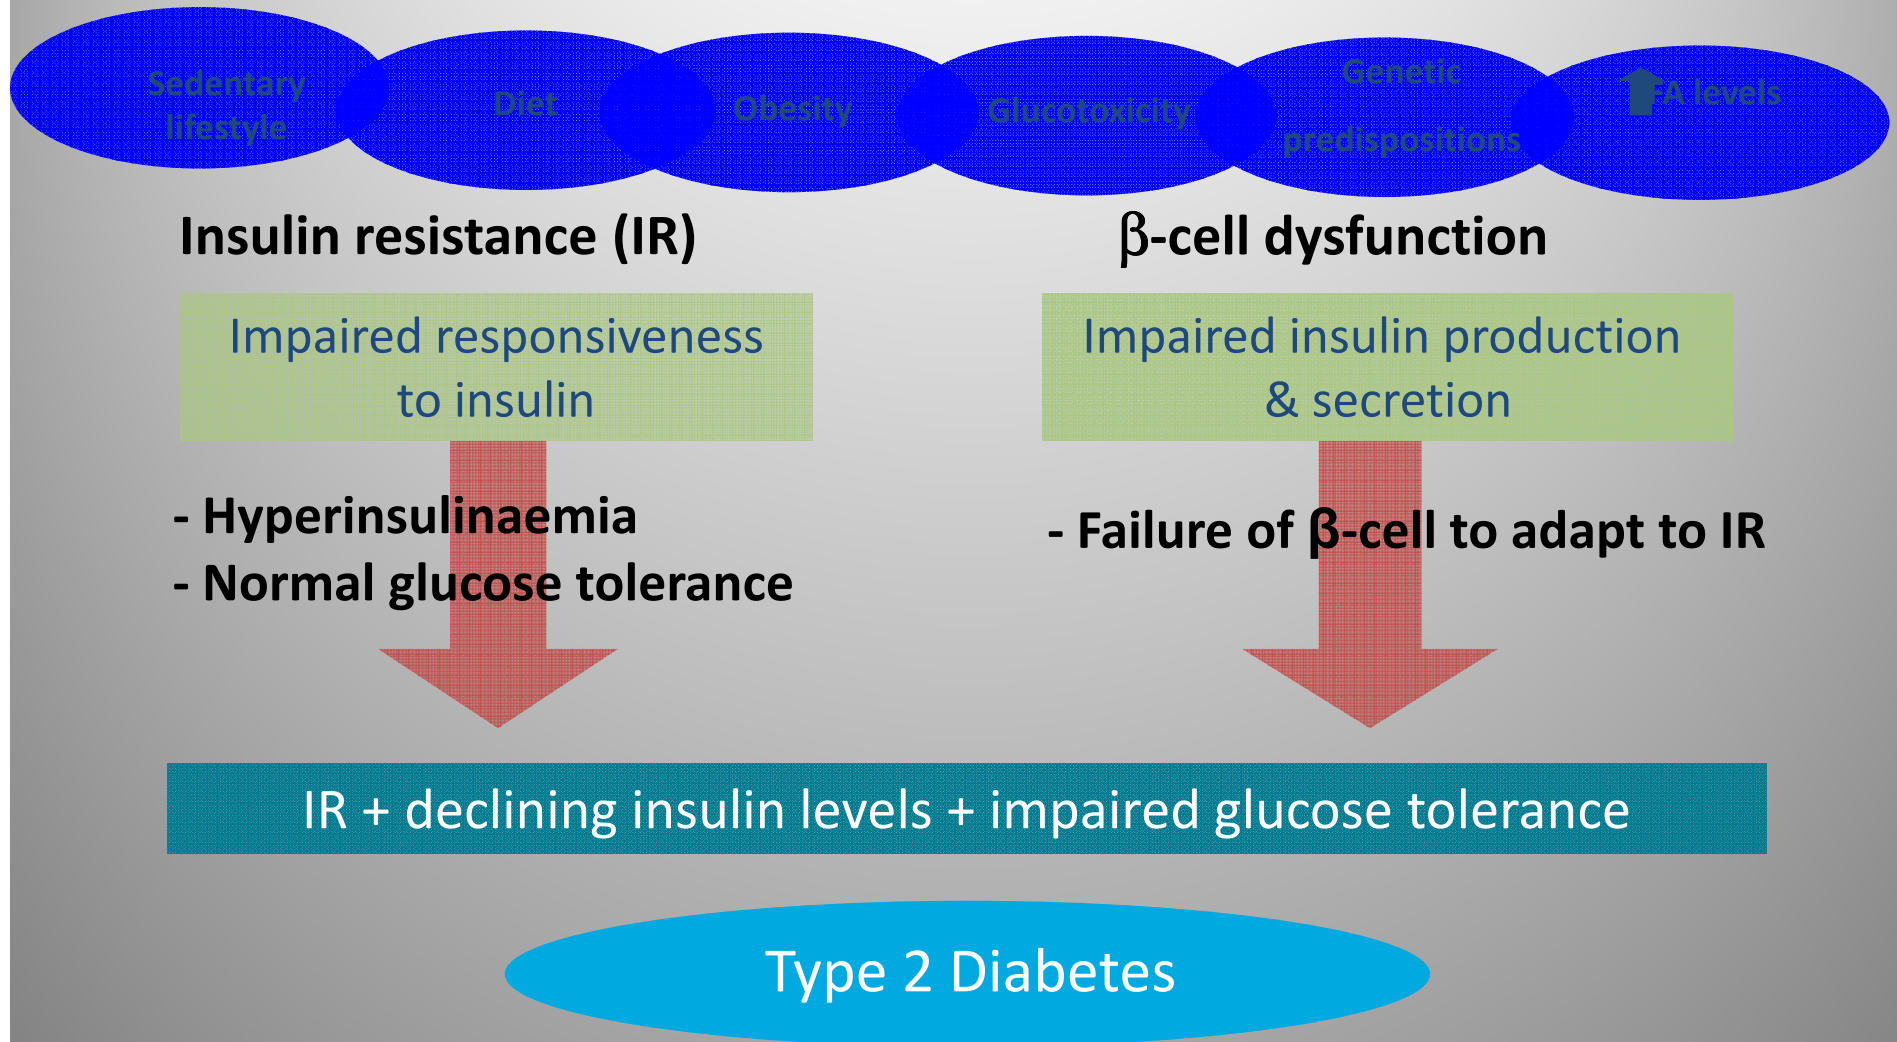 Sedentary
lifestyle
Diet
Obesity
Glucotoxicity
Genetic
predispositions
FA levels
Insulin resistance (IR)
β-cell dysfunction
Impaired responsiveness
to insulin
Impaired insulin production
& secretion
- Hyperinsulinaemia
- Normal glucose tolerance
- Failure of β-cell to adapt to IR
IR + declining insulin levels + impaired glucose tolerance
Type 2 Diabetes